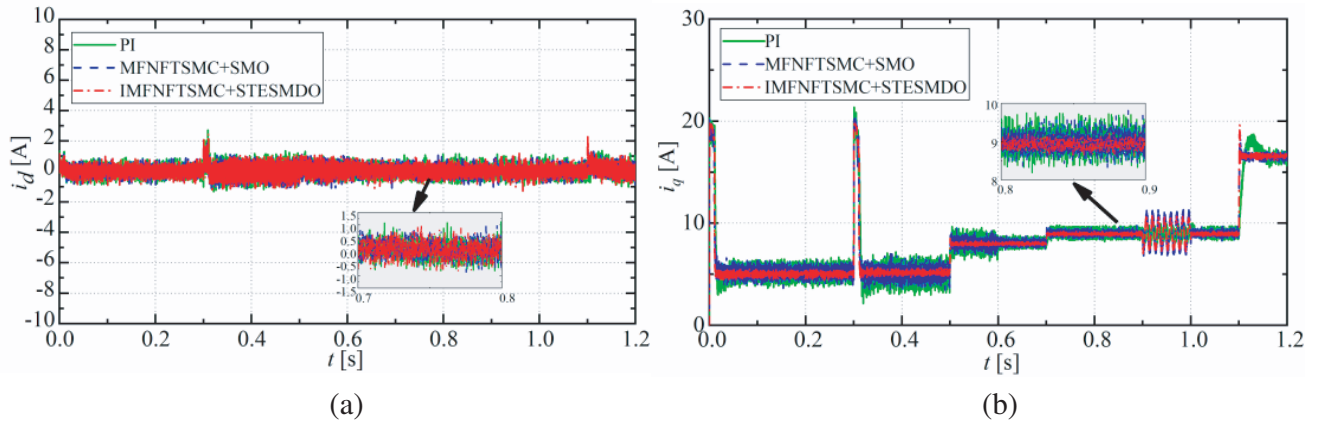 10
8
6
4
2
0
-2
-4
-6
-8
-10
i_d [A]
PI
MFNFTSMC+SMO
IMFNFTSMC+STESMDO
1.5
1.0
0.5
0.0
-0.5
-1.0
-1.5
0.7 0.8
0.0 0.2 0.4 0.6 0.8 1.0 1.2
t [s]
(a)
30
20
10
0
i_q [A]
PI
MFNFTSMC+SMO
IMFNFTSMC+STESMDO
10
9
8
0.8 0.9
0.0 0.2 0.4 0.6 0.8 1.0 1.2
t [s]
(b)